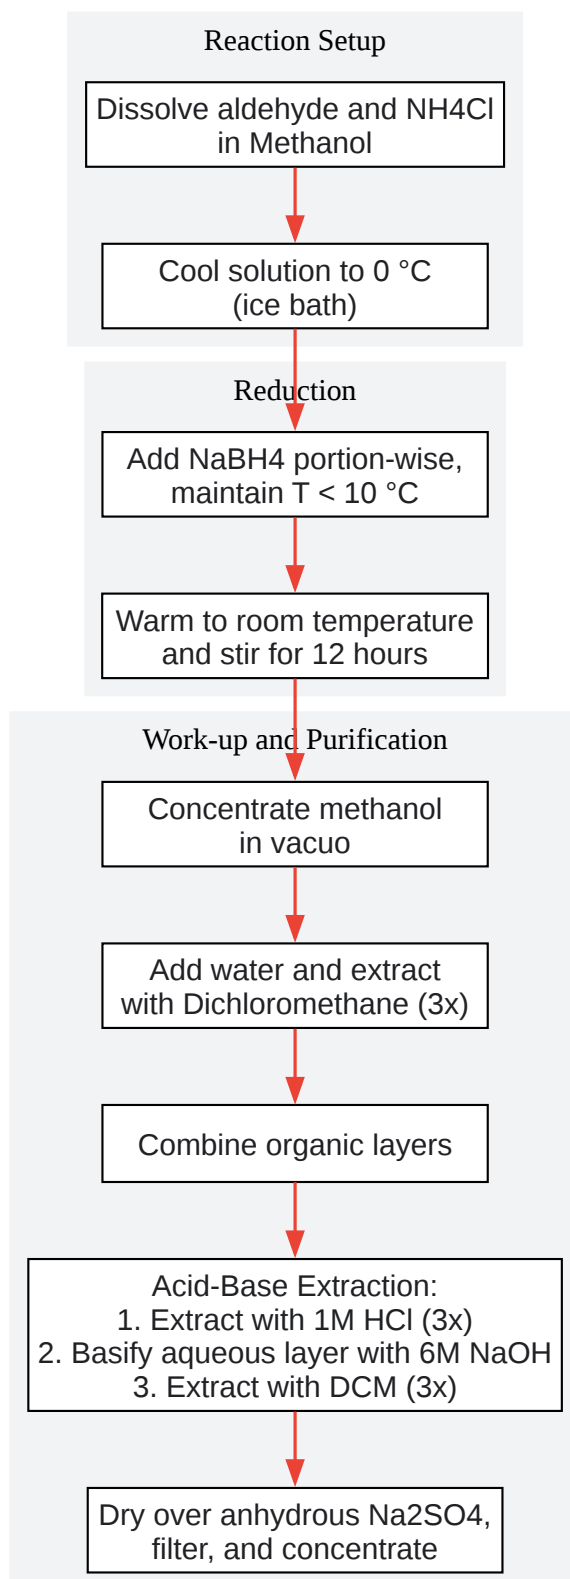 Reaction Setup
Dissolve aldehyde and NH4Cl
in Methanol
Cool solution to 0 °C
(ice bath)
Reduction
Add NaBH4 portion-wise,
maintain T < 10 °C
Warm to room temperature
and stir for 12 hours
Work-up and Purification
Concentrate methanol
in vacuo
Add water and extract
with Dichloromethane (3x)
Combine organic layers
Acid-Base Extraction:
1. Extract with 1M HCl (3x)
2. Basify aqueous layer with 6M NaOH
3. Extract with DCM (3x)
Dry over anhydrous Na2SO4,
filter, and concentrate